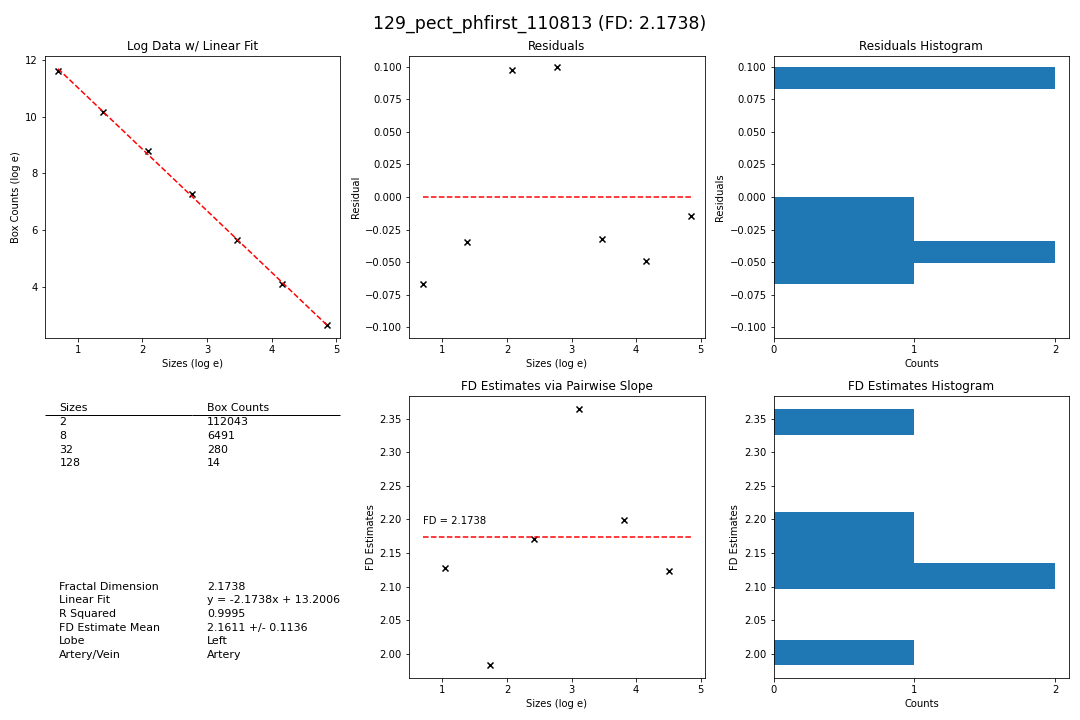 129_pect_phfirst_110813 (FD: 2.1738)
Log Data w/ Linear Fit
Box Counts (log e)
12
10
8
6
4
1 2 3 4 5
Sizes (log e)
Residuals
Residual
0.100
0.075
0.050
0.025
0.000
−0.025
−0.050
−0.075
−0.100
1 2 3 4 5
Sizes (log e)
Residuals Histogram
Residuals
0.100
0.075
0.050
0.025
0.000
−0.025
−0.050
−0.075
−0.100
0 1 2
Counts
Sizes Box Counts
2 112043
8 6491
32 280
128 14
Fractal Dimension 2.1738
Linear Fit y = -2.1738x + 13.2006
R Squared 0.9995
FD Estimate Mean 2.1611 +/- 0.1136
Lobe Left
Artery/Vein Artery
FD Estimates via Pairwise Slope
FD Estimates
2.35
2.30
2.25
2.20
2.15
2.10
2.05
2.00
FD = 2.1738
1 2 3 4 5
Sizes (log e)
FD Estimates Histogram
FD Estimates
2.35
2.30
2.25
2.20
2.15
2.10
2.05
2.00
0 1 2
Counts